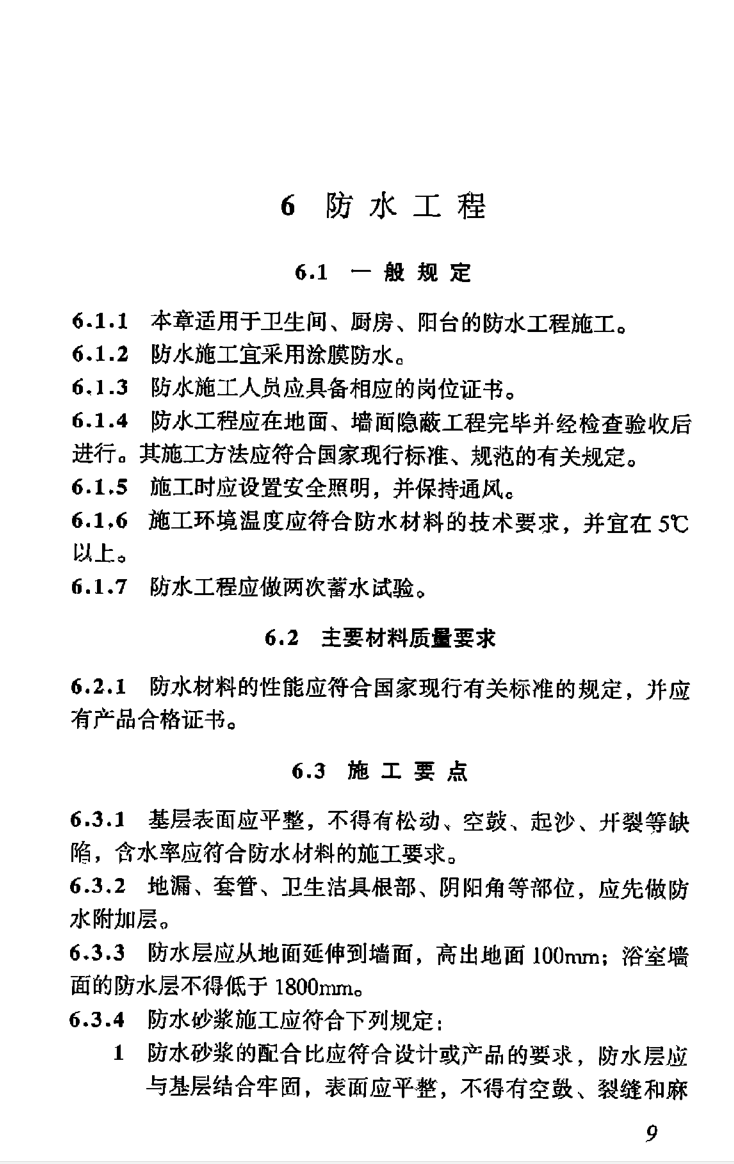 6 防水工程
6.1 一般规定
6.1.1 本章适用于卫生间、厨房、阳台的防水工程施工。
6.1.2 防水施工宜采用涂膜防水。
6.1.3 防水施工人员应具备相应的岗位证书。
6.1.4 防水工程应在地面、墙面隐蔽工程完毕并经检查验收后
进行。其施工方法应符合国家现行标准、规范的有关规定。
6.1.5 施工时应设置安全照明，并保持通风。
6.1.6 施工环境温度应符合防水材料的技术要求，并宜在5℃
以上。
6.1.7 防水工程应做两次蓄水试验。
6.2 主要材料质量要求
6.2.1 防水材料的性能应符合国家现行有关标准的规定，并应
有产品合格证书。
6.3 施工要点
6.3.1 基层表面应平整，不得有松动、空鼓、起沙、开裂等缺
陷，含水率应符合防水材料的施工要求。
6.3.2 地漏、套管、卫生洁具根部、阴阳角等部位，应先做防
水附加层。
6.3.3 防水层应从地面延伸到墙面，高出地面100mm；浴室墙
面的防水层不得低于1800mm。
6.3.4 防水砂浆施工应符合下列规定：
1 防水砂浆的配合比应符合设计或产品的要求，防水层应
与基层结合牢固，表面应平整，不得有空鼓、裂缝和麻
9